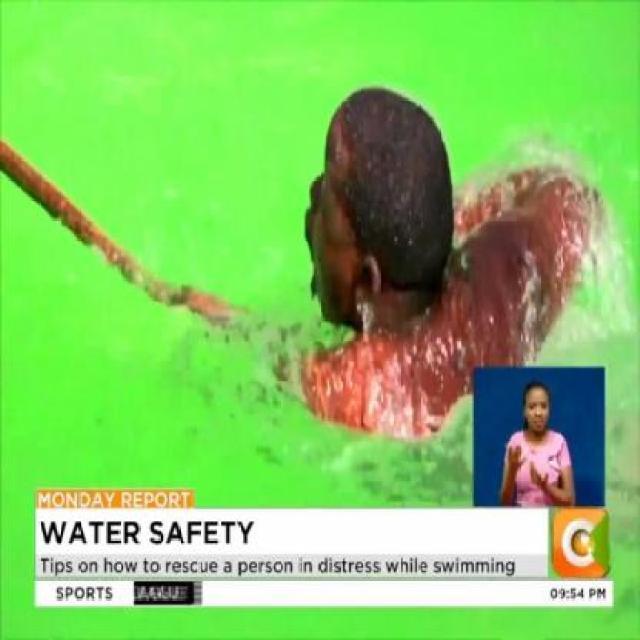 MONDAY REPORT
WATER SAFETY
Tips on how to rescue a person in distress while swimming
SPORTS
09:54 PM